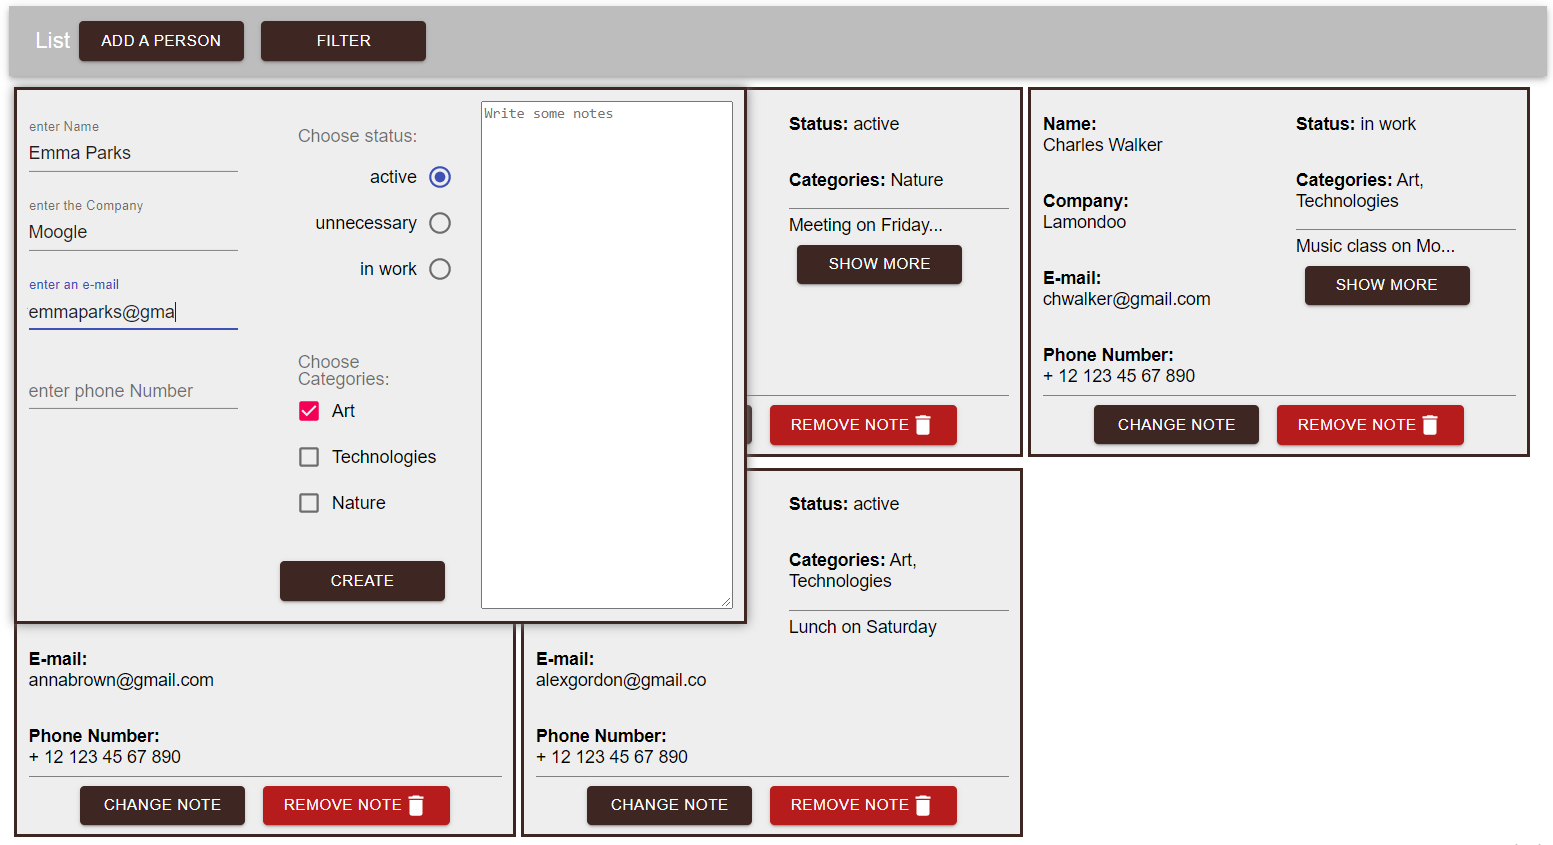 List
ADD A PERSON
FILTER
enter Name
Emma Parks
enter the Company
Moogle
enter an e-mail
emmaparks@gma
enter phone Number
Choose status:
active
unnecessary
in work
Choose
Categories:
Art
Technologies
Nature
CREATE
Write some notes
Status: active
Categories: Nature
Meeting on Friday...
SHOW MORE
REMOVE NOTE
Name:
Charles Walker
Company:
Lamondoo
E-mail:
chwalker@gmail.com
Phone Number:
+ 12 123 45 67 890
Status: in work
Categories: Art,
Technologies
Music class on Mo...
SHOW MORE
CHANGE NOTE
REMOVE NOTE
E-mail:
annabrown@gmail.com
Phone Number:
+ 12 123 45 67 890
CHANGE NOTE
REMOVE NOTE
Status: active
Categories: Art,
Technologies
Lunch on Saturday
E-mail:
alexgordon@gmail.co
Phone Number:
+ 12 123 45 67 890
CHANGE NOTE
REMOVE NOTE